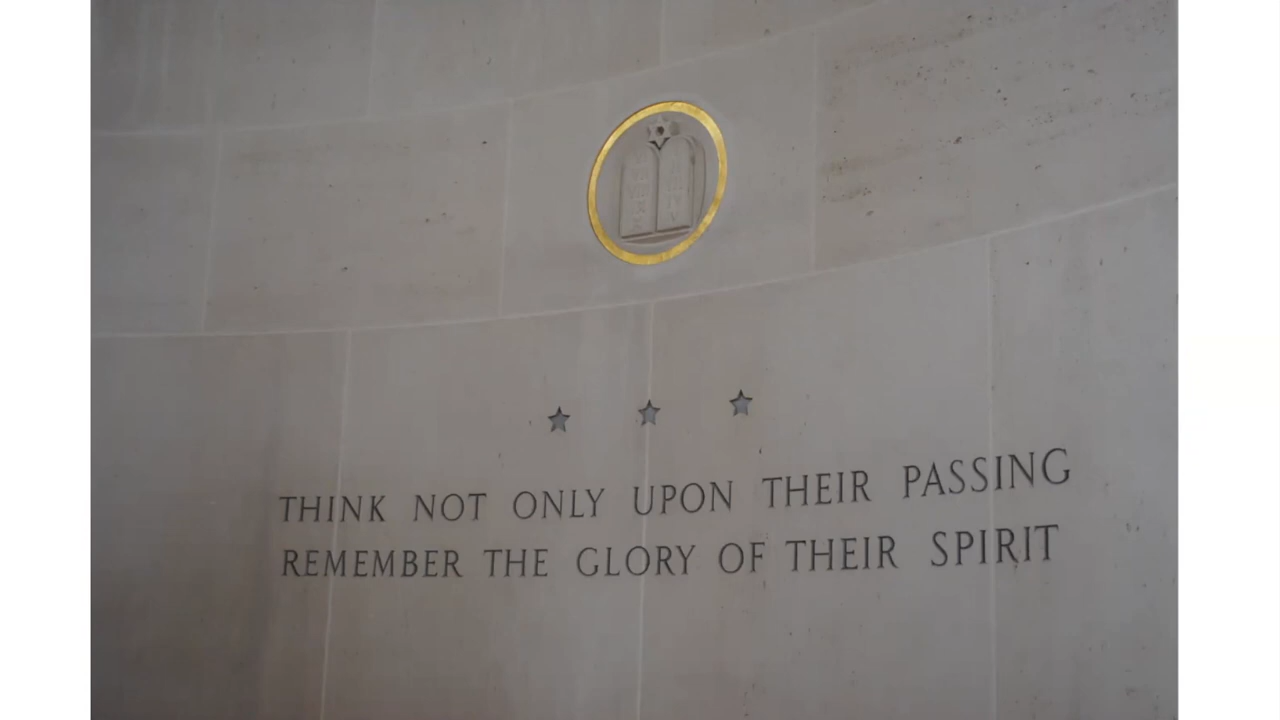 THINK NOT ONLY UPON THEIR PASSING
REMEMBER THE GLORY OF THEIR SPIRIT